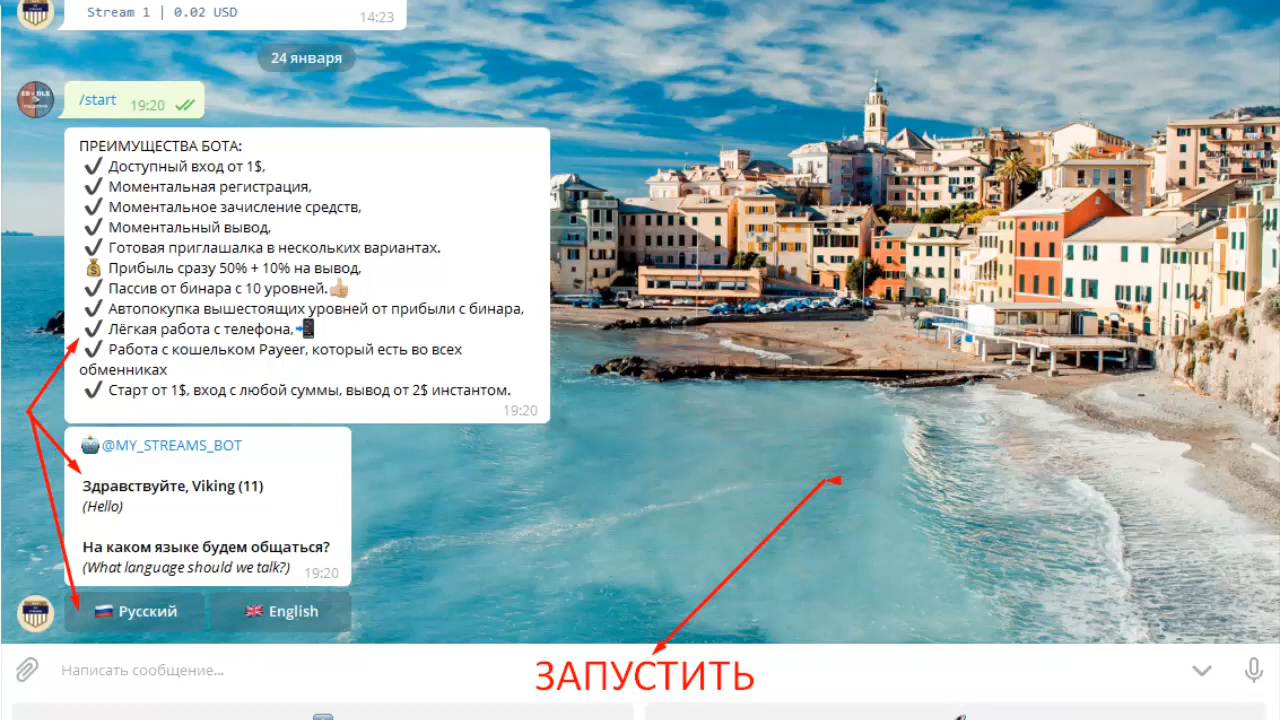 Stream 1 | 0.02 USD
14:23
24 января
/start
19:20
ПРЕИМУЩЕСТВА БОТА:
✔ Доступный вход от 1$,
✔ Моментальная регистрация,
✔ Моментальное зачисление средств,
✔ Моментальный вывод,
✔ Готовая приглашалка в нескольких вариантах.
💰 Прибыль сразу 50% + 10% на вывод,
✔ Пассив от бинара с 10 уровней.👍🏼
✔ Автопокупка вышестоящих уровней от прибыли с бинара,
✔ Лёгкая работа с телефона,📲
✔ Работа с кошельком Payeer, который есть во всех
обменниках
✔ Старт от 1$, вход с любой суммы, вывод от 2$ инстантом.
19:20
🤖 @MY_STREAMS_BOT
Здравствуйте, Viking (11)
(Hello)
На каком языке будем общаться?
(What language should we talk?)
19:20
🇷🇺 Русский
🇬🇧 English
Написать сообщение...
ЗАПУСТИТЬ